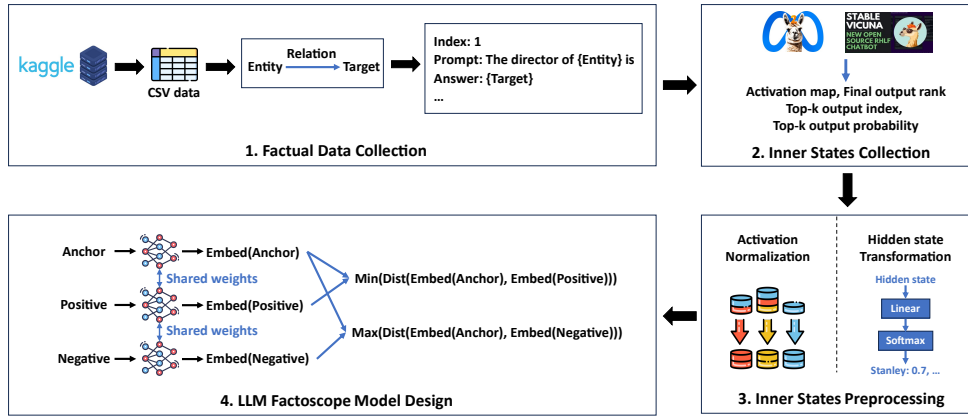 kaggle
CSV data
Relation
Entity
Target
Index: 1
Prompt: The director of {Entity} is
Answer: {Target}
...
1. Factual Data Collection
STABLE
VICUNA
NEW OPEN
SOURCE RHLF
CHATBOT
Activation map, Final output rank
Top-k output index,
Top-k output probability
2. Inner States Collection
Activation
Normalization
Hidden state
Transformation
Hidden state
Linear
Softmax
Stanley: 0.7, ...
3. Inner States Preprocessing
Anchor
Embed(Anchor)
Shared weights
Min(Dist(Embed(Anchor), Embed(Positive)))
Positive
Embed(Positive)
Shared weights
Max(Dist(Embed(Anchor), Embed(Negative)))
Negative
Embed(Negative)
4. LLM Factoscope Model Design